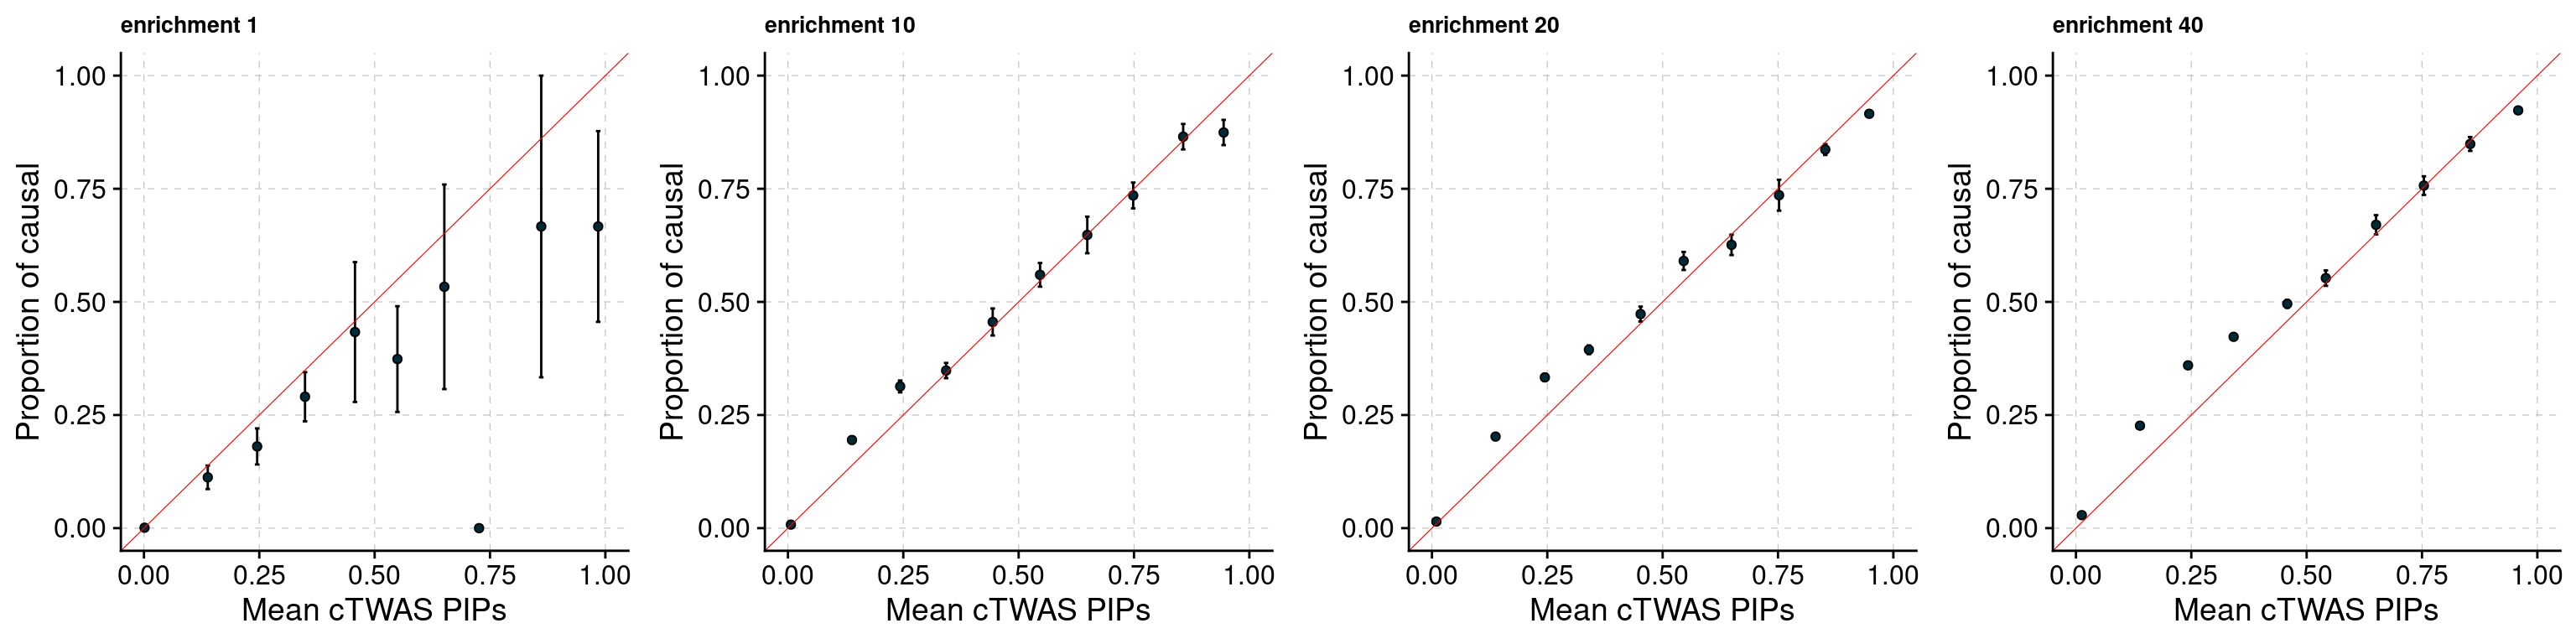 enrichment 1
1.00
0.75
0.50
0.25
0.00
Proportion of causal
0.00 0.25 0.50 0.75 1.00
Mean cTWAS PIPs
enrichment 10
1.00
0.75
0.50
0.25
0.00
Proportion of causal
0.00 0.25 0.50 0.75 1.00
Mean cTWAS PIPs
enrichment 20
1.00
0.75
0.50
0.25
0.00
Proportion of causal
0.00 0.25 0.50 0.75 1.00
Mean cTWAS PIPs
enrichment 40
1.00
0.75
0.50
0.25
0.00
Proportion of causal
0.00 0.25 0.50 0.75 1.00
Mean cTWAS PIPs